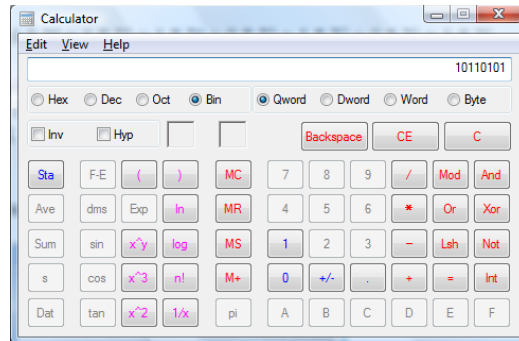 Calculator
Edit View Help
10110101
Hex Dec Oct Bin Qword Dword Word Byte
Inv Hyp Backspace CE C
Sta F-E ( ) MC 7 8 9 / Mod And
Ave dms Exp ln MR 4 5 6 * Or Xor
Sum sin x^y log MS 1 2 3 - Lsh Not
s cos x^3 n! M+ 0 +/- . + = Int
Dat tan x^2 1/x pi A B C D E F